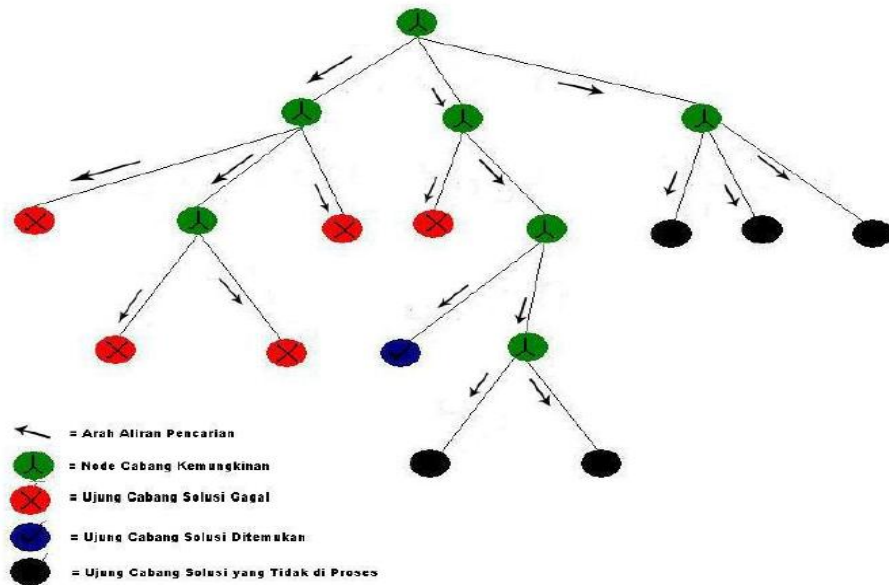 = Arah Aliran Pencarian
= Node Cabang Kemungkinan
= Ujung Cabang Solusi Gagal
= Ujung Cabang Solusi Ditemukan
= Ujung Cabang Solusi yang Tidak di Proses